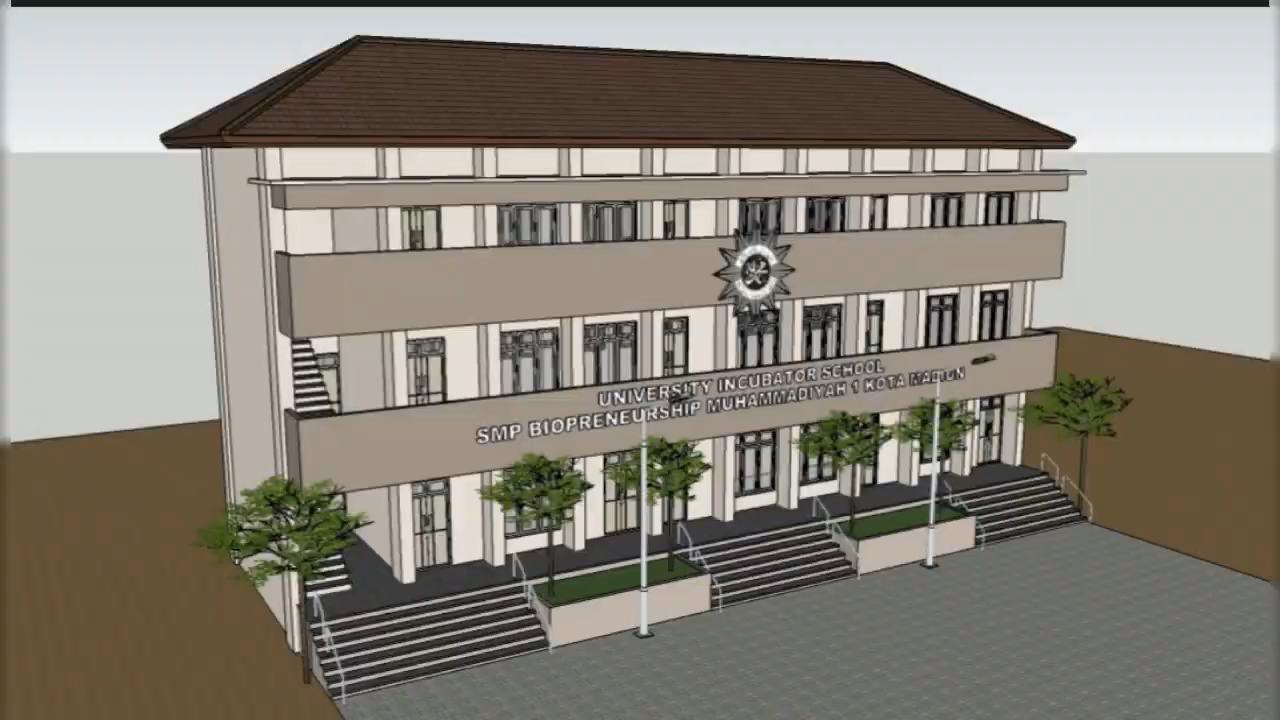 UNIVERSITY INCUBATOR SCHOOL
SMP BIOPRENEURSHIP MUHAMMADIYAH 1 KOTA MADIUN